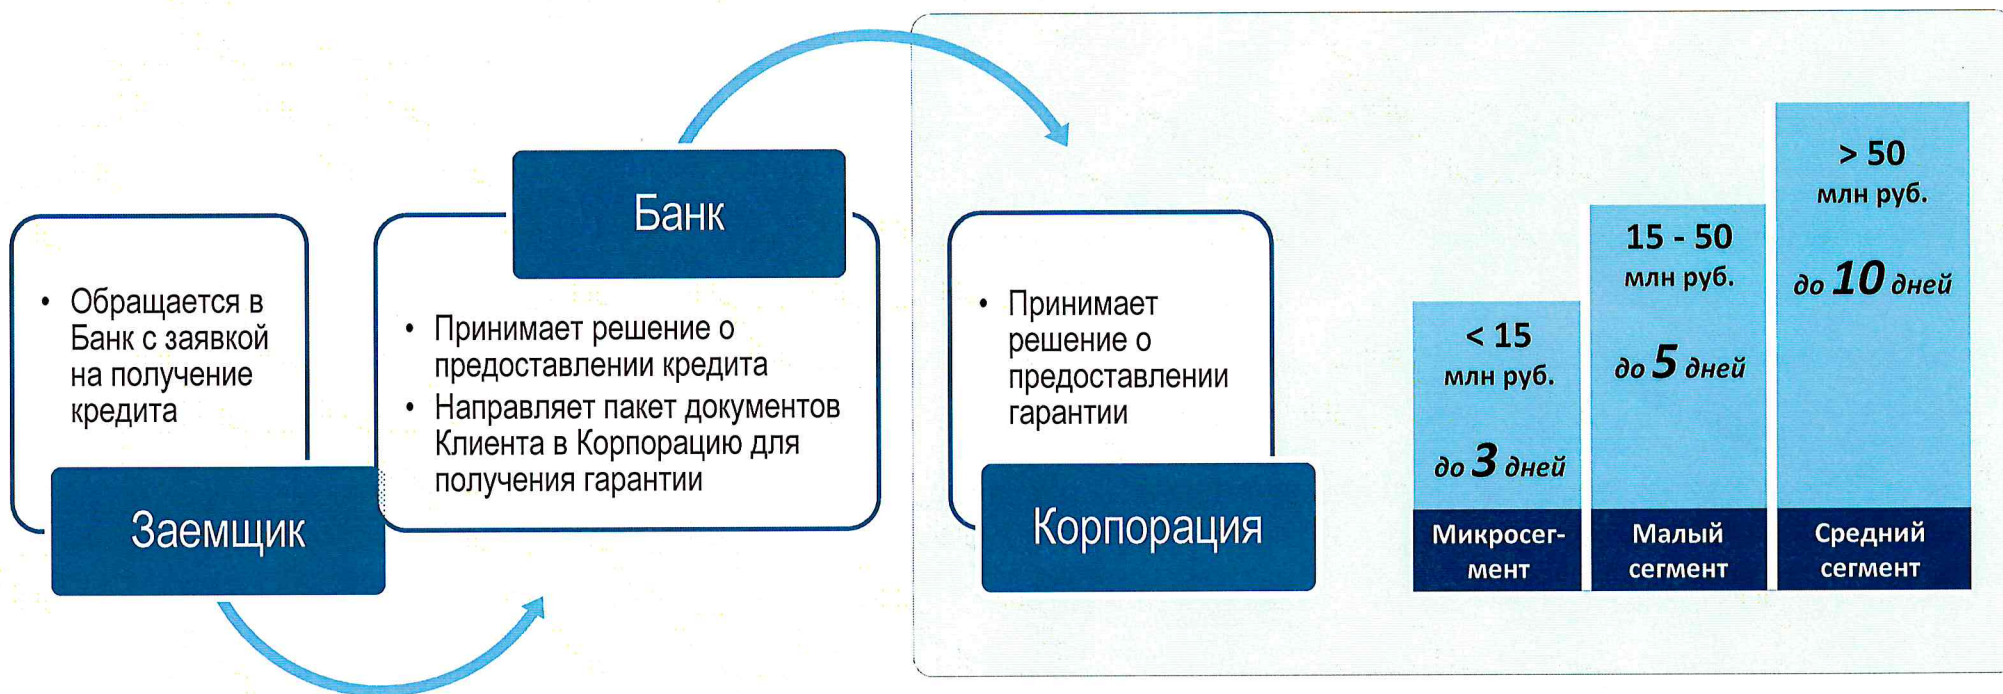 • Обращается в
Банк с заявкой
на получение
кредита
Заемщик
Банк
• Принимает решение о
предоставлении кредита
• Направляет пакет документов
Клиента в Корпорацию для
получения гарантии
• Принимает
решение о
предоставлении
гарантии
Корпорация
< 15
млн руб.
до 3 дней
Микросег-
мент
15 - 50
млн руб.
до 5 дней
Малый
сегмент
> 50
млн руб.
до 10 дней
Средний
сегмент